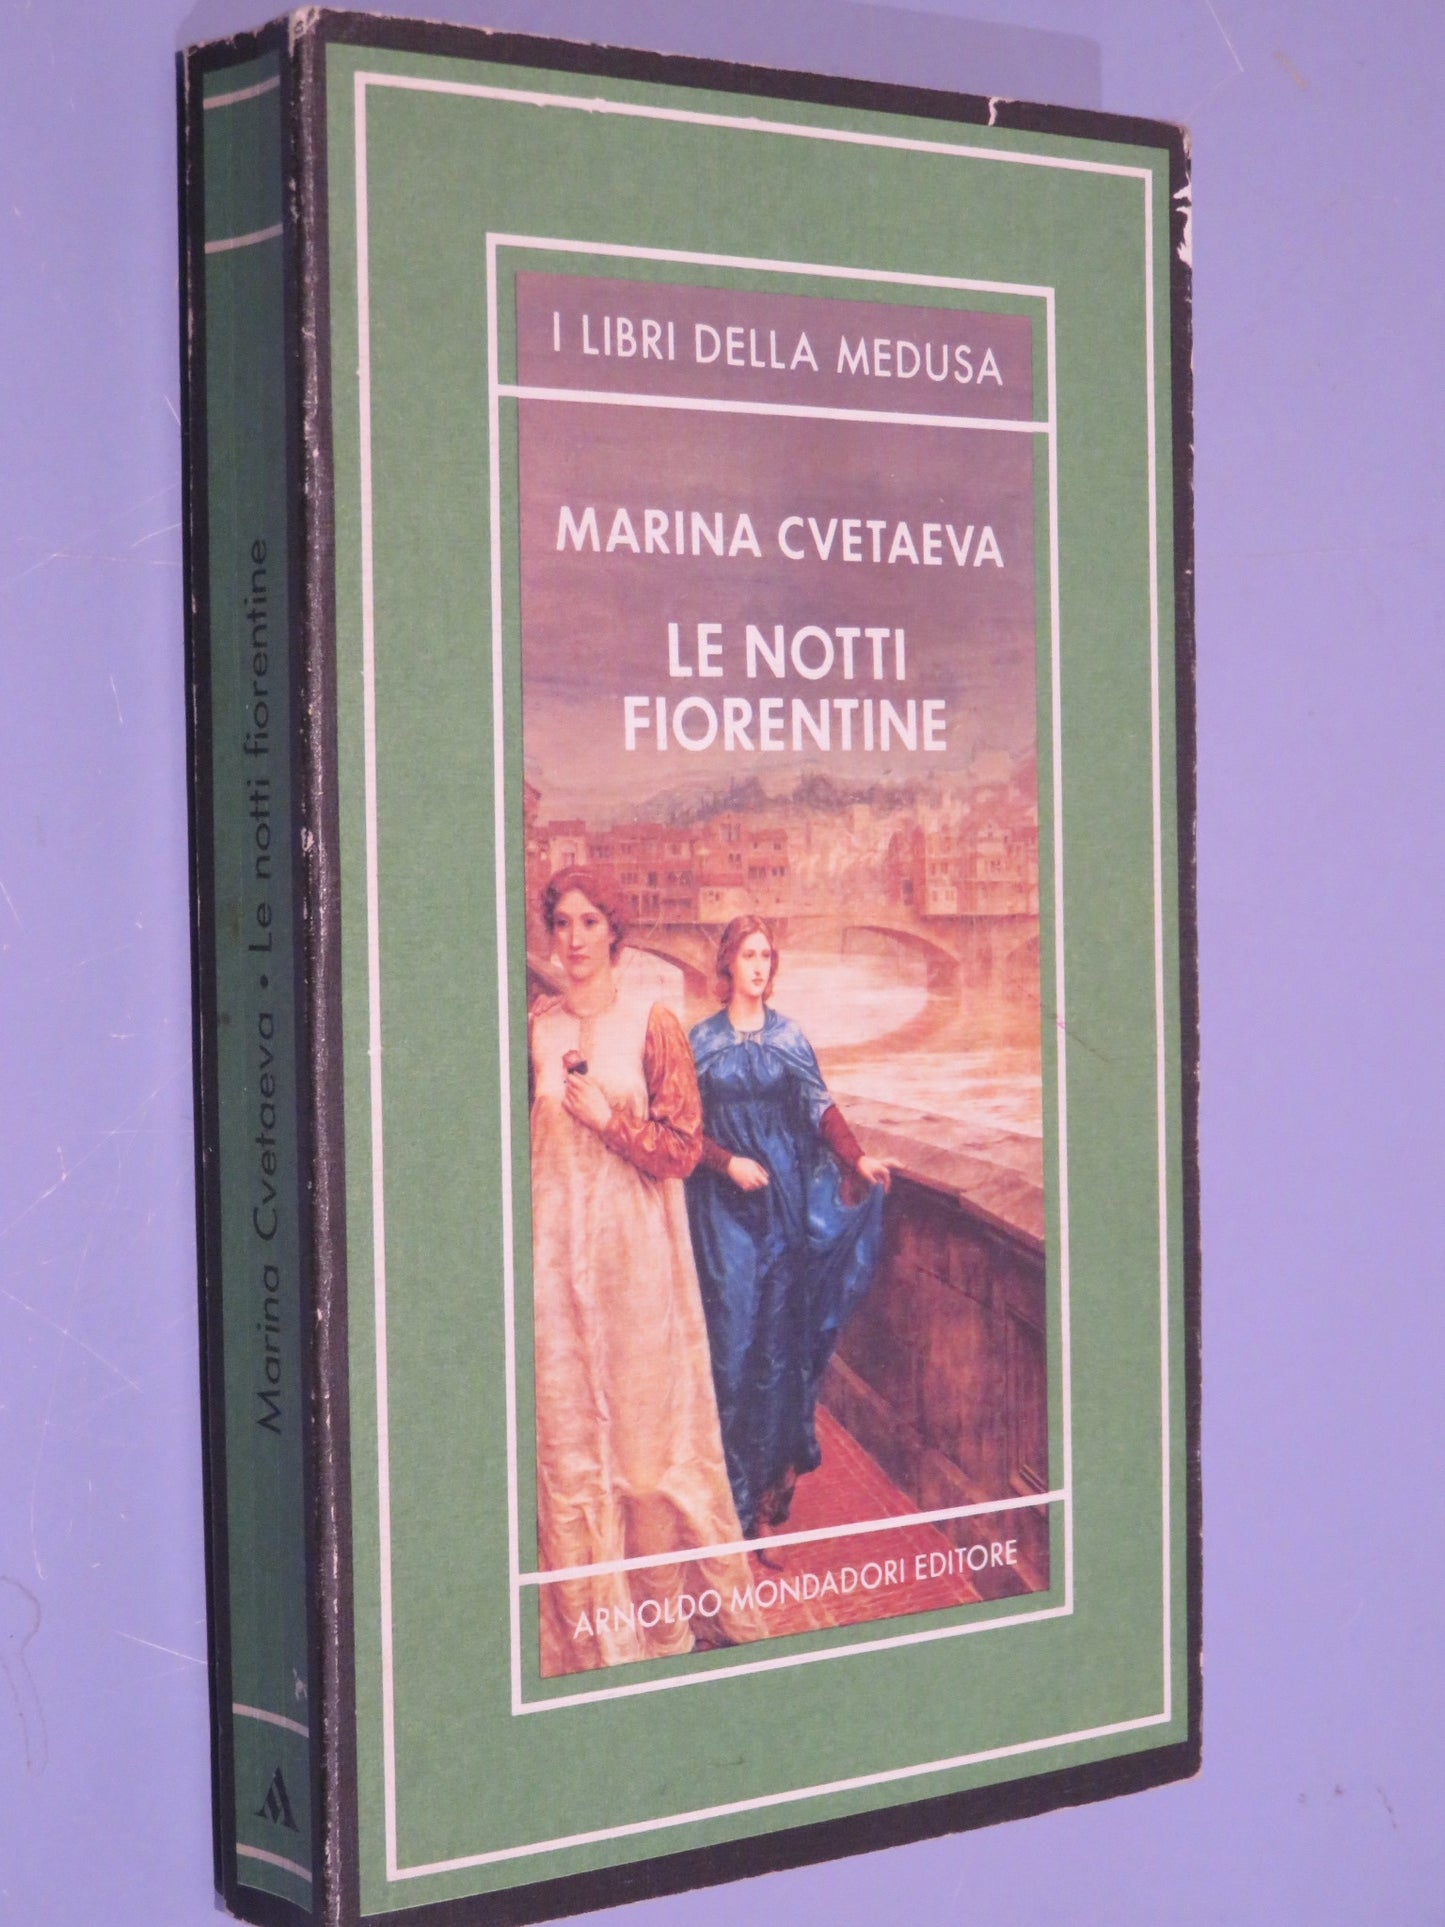 I LIBRI DELLA MEDUSA
MARINA CVETAEVA
LE NOTTI
FIORENTINE
ARNOLDO MONDADORI EDITORE
Marina Cvetaeva • Le notti fiorentine